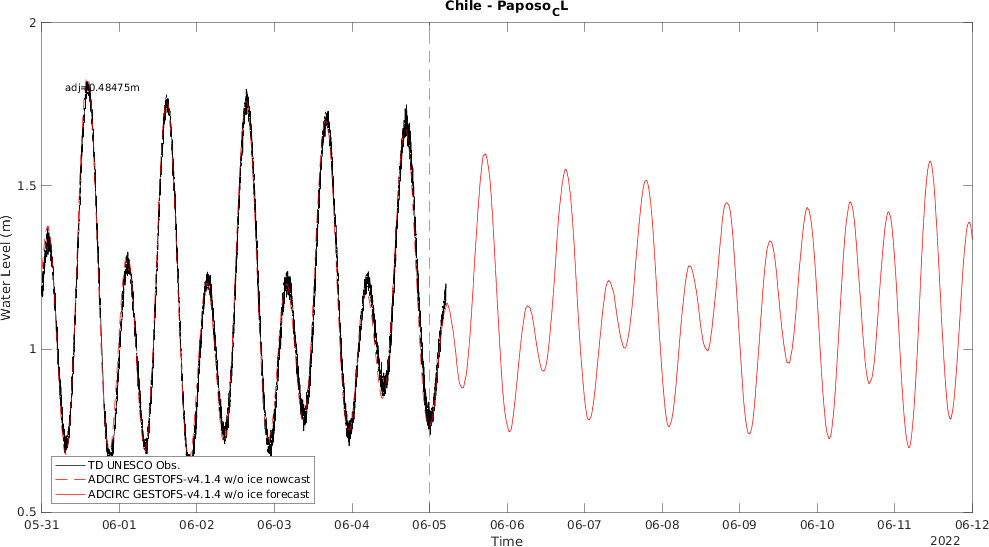 Chile - Paposo_CL
2
adj=0.48475m
1.5
1
0.5
Water Level (m)
TD UNESCO Obs.
ADCIRC GESTOFS-v4.1.4 w/o ice nowcast
ADCIRC GESTOFS-v4.1.4 w/o ice forecast
05-31 06-01 06-02 06-03 06-04 06-05 06-06 06-07 06-08 06-09 06-10 06-11 06-12
Time
2022